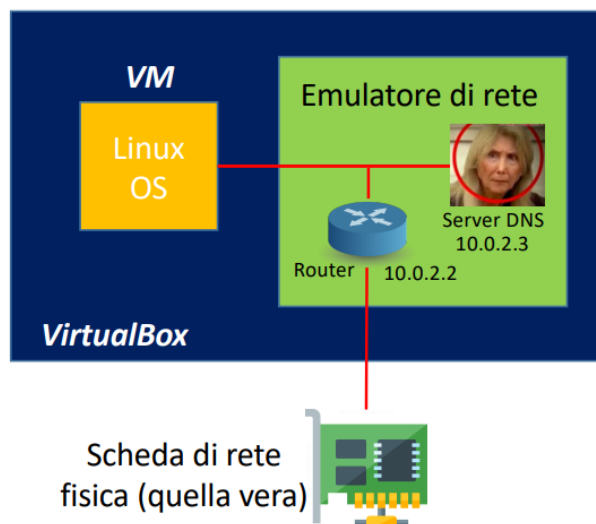 VM
Linux
OS
Emulatore di rete
Server DNS
10.0.2.3
Router
10.0.2.2
VirtualBox
Scheda di rete
fisica (quella vera)